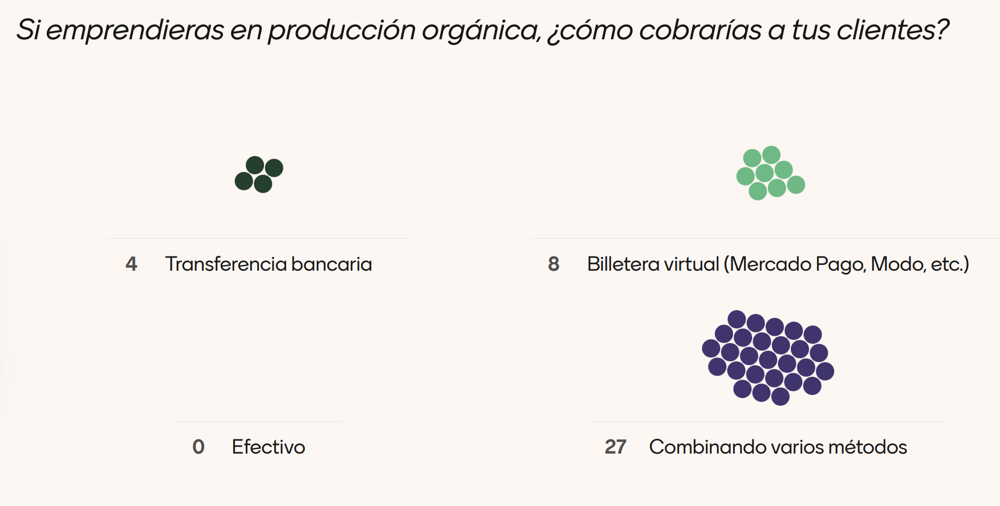 Si emprendieras en producción orgánica, ¿cómo cobrarías a tus clientes?
4 Transferencia bancaria
8 Billetera virtual (Mercado Pago, Modo, etc.)
0 Efectivo
27 Combinando varios métodos